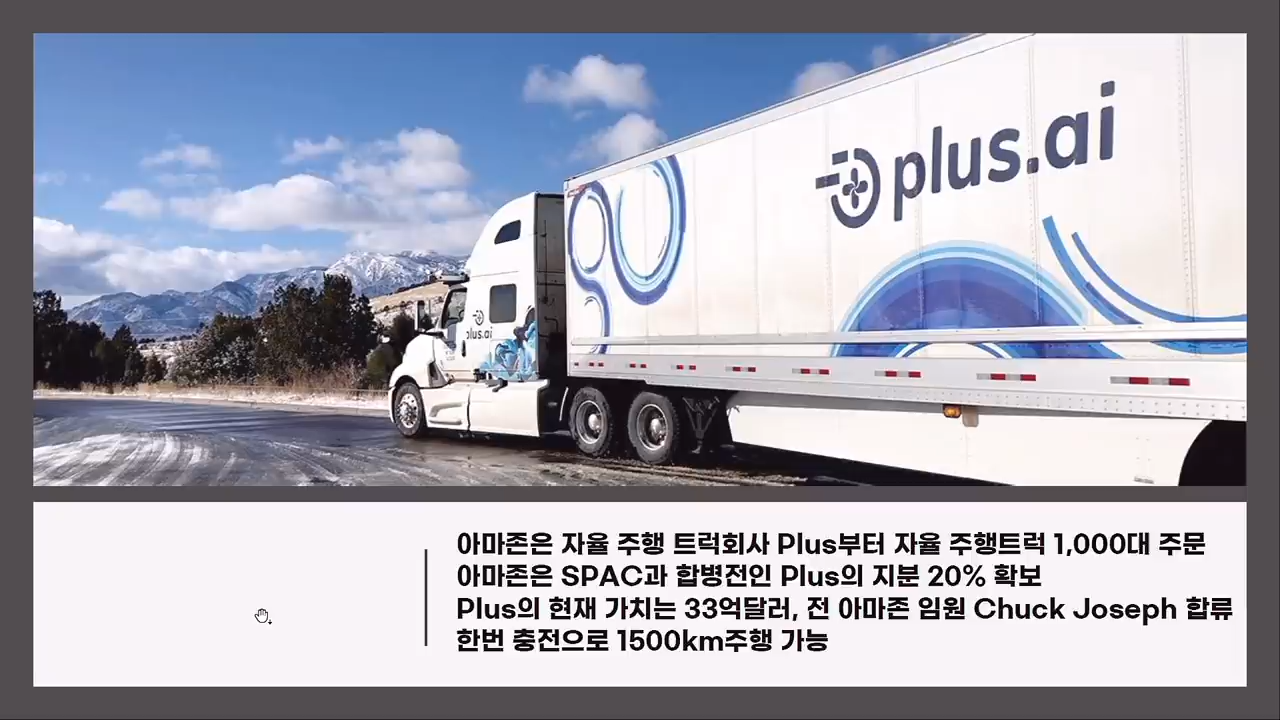 plus.ai
plus.ai
아마존은 자율 주행 트럭회사 Plus부터 자율 주행트럭 1,000대 주문
아마존은 SPAC과 합병전인 Plus의 지분 20% 확보
Plus의 현재 가치는 33억달러, 전 아마존 임원 Chuck Joseph 합류
한번 충전으로 1500km주행 가능